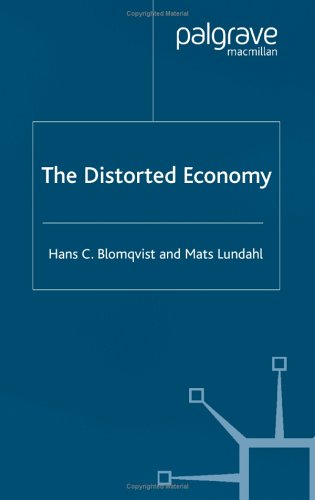 palgrave
macmillan
The Distorted Economy
Hans C. Blomqvist and Mats Lundahl
Copyrighted Material
Copyrighted Material